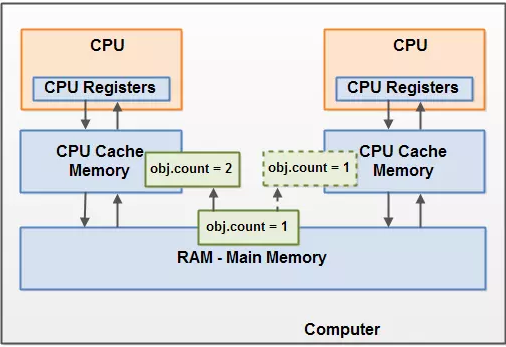 CPU
CPU
CPU Registers
CPU Registers
CPU Cache
Memory
CPU Cache
Memory
obj.count = 2
obj.count = 1
obj.count = 1
RAM - Main Memory
Computer